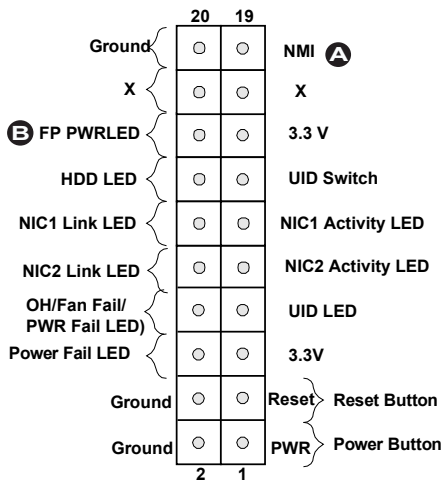 20 19
Ground NMI A
X X
B FP PWRLED 3.3 V
HDD LED UID Switch
NIC1 Link LED NIC1 Activity LED
NIC2 Link LED NIC2 Activity LED
OH/Fan Fail/
PWR Fail LED) UID LED
Power Fail LED 3.3V
Ground Reset Reset Button
Ground PWR Power Button
2 1